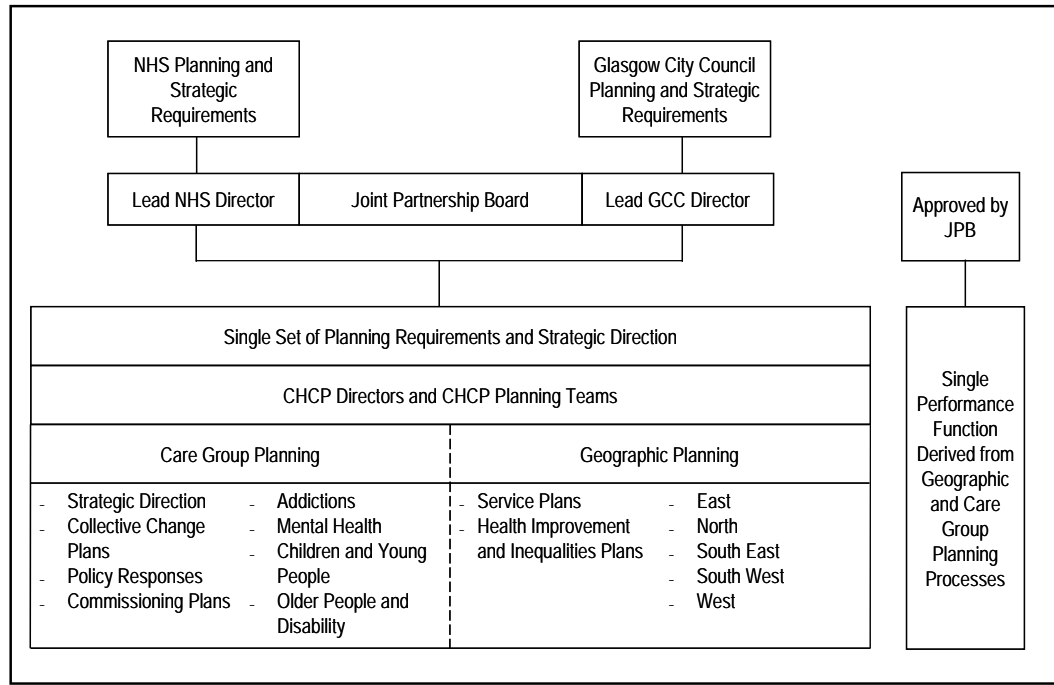 NHS Planning and
Strategic
Requirements
Glasgow City Council
Planning and Strategic
Requirements
Lead NHS Director
Joint Partnership Board
Lead GCC Director
Approved by
JPB
Single Set of Planning Requirements and Strategic Direction
CHCP Directors and CHCP Planning Teams
Care Group Planning
- Strategic Direction
- Collective Change
Plans
- Policy Responses
- Commissioning Plans
- Addictions
- Mental Health
- Children and Young
People
- Older People and
Disability
Geographic Planning
- Service Plans
- Health Improvement
and Inequalities Plans
- East
- North
- South East
- South West
- West
Single
Performance
Function
Derived from
Geographic
and Care
Group
Planning
Processes